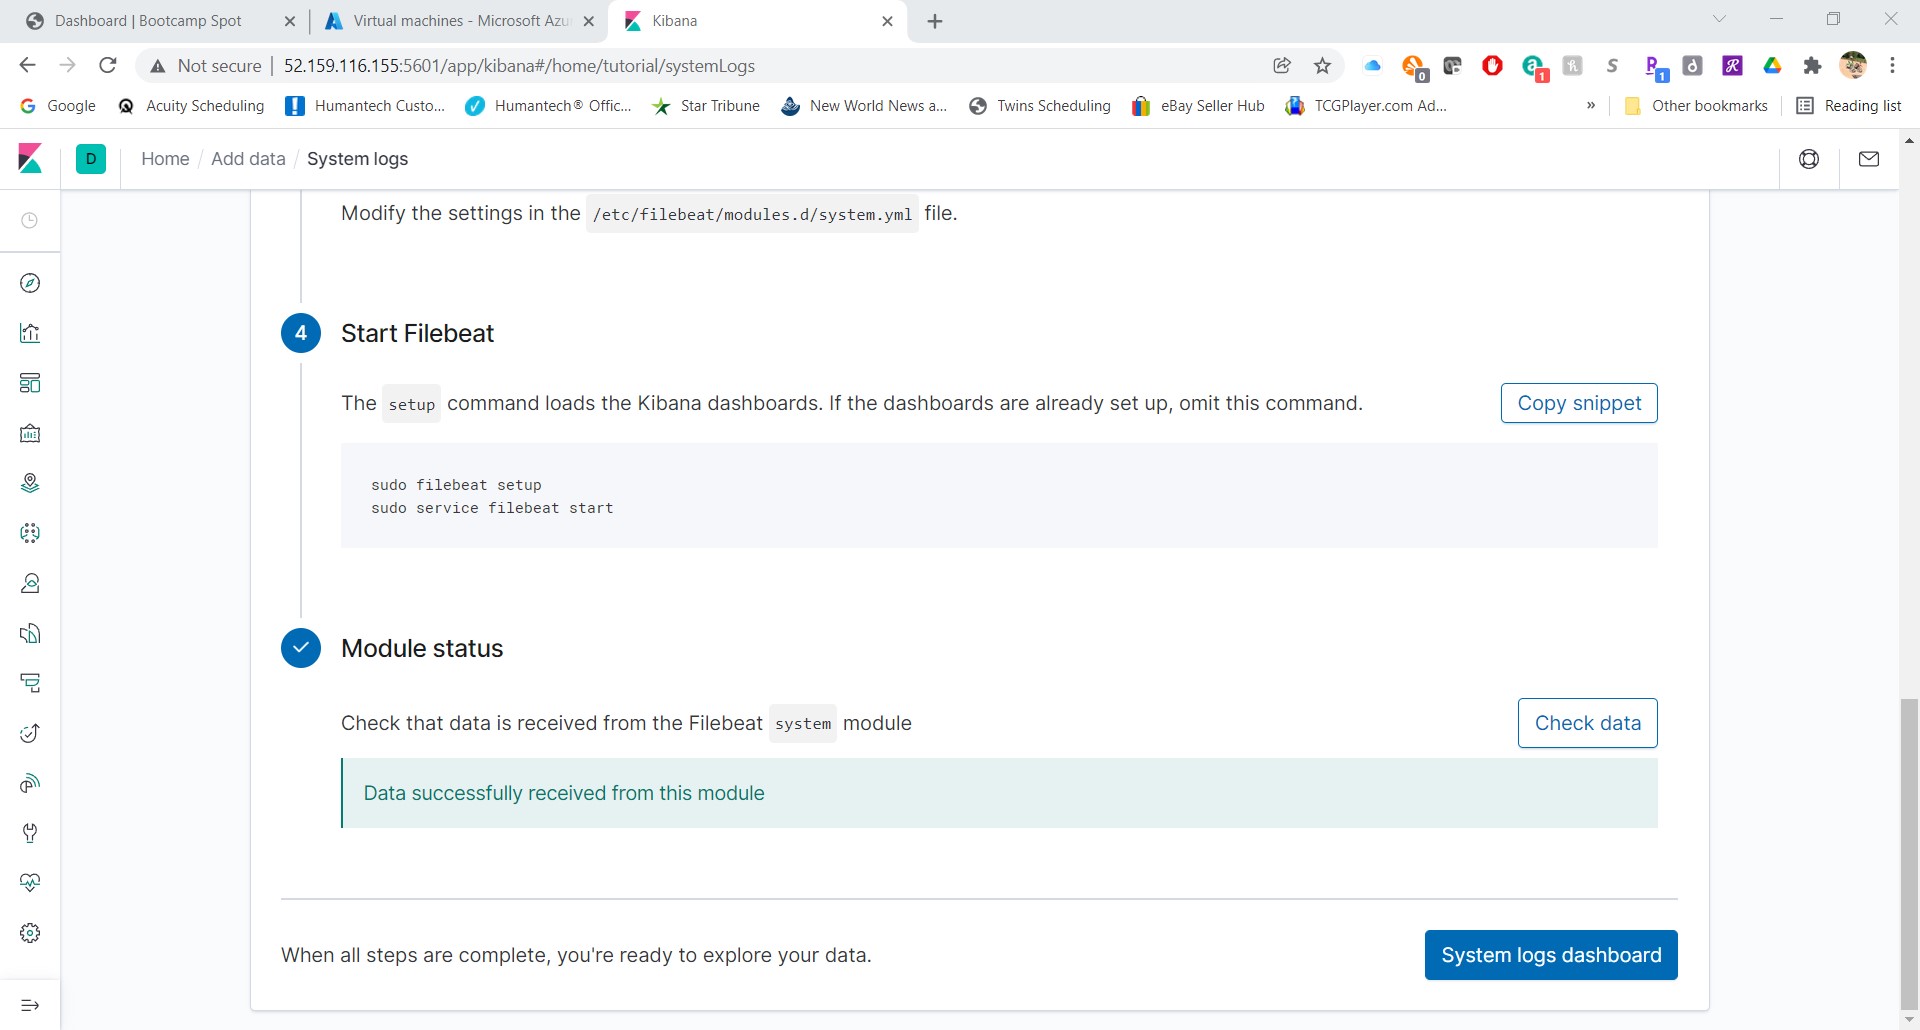 Dashboard | Bootcamp Spot
Virtual machines - Microsoft Azu
Kibana
Not secure
52.159.116.155:5601/app/kibana#/home/tutorial/systemLogs
0
1
1
Google
Acuity Scheduling
Humantech Custo...
Humantech® Offic...
Star Tribune
New World News a...
Twins Scheduling
eBay Seller Hub
TCGPlayer.com Ad...
»
Other bookmarks
Reading list
D
Home / Add data / System logs
Modify the settings in the /etc/filebeat/modules.d/system.yml file.
4
Start Filebeat
The setup command loads the Kibana dashboards. If the dashboards are already set up, omit this command.
Copy snippet
sudo filebeat setup
sudo service filebeat start
Module status
Check that data is received from the Filebeat system module
Check data
Data successfully received from this module
When all steps are complete, you're ready to explore your data.
System logs dashboard